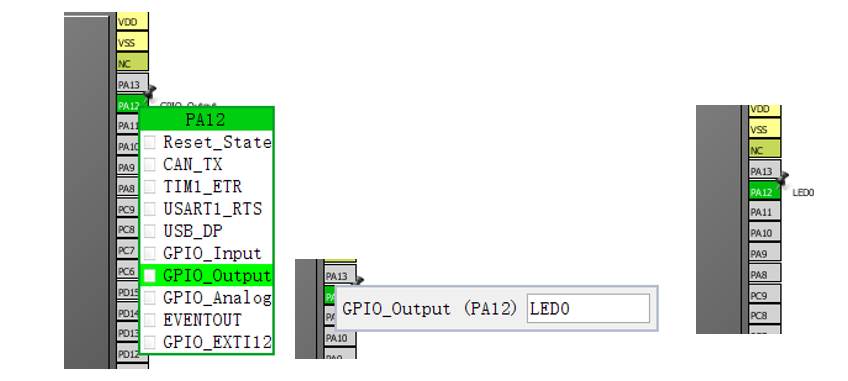 VDD
VSS
NC
PA13
PA12
GPIO_Output
PA11
PA10
PA9
PA8
PC9
PC8
PC7
PC6
PD15
PD14
PD13
PD12
PA12
Reset_State
CAN_TX
TIM1_ETR
USART1_RTS
USB_DP
GPIO_Input
GPIO_Output
GPIO_Analog
EVENTOUT
GPIO_EXTI12
PA13
GPIO_Output (PA12) LED0
PA10
VDD
VSS
NC
PA13
PA12 LED0
PA11
PA10
PA9
PA8
PC9
PC8